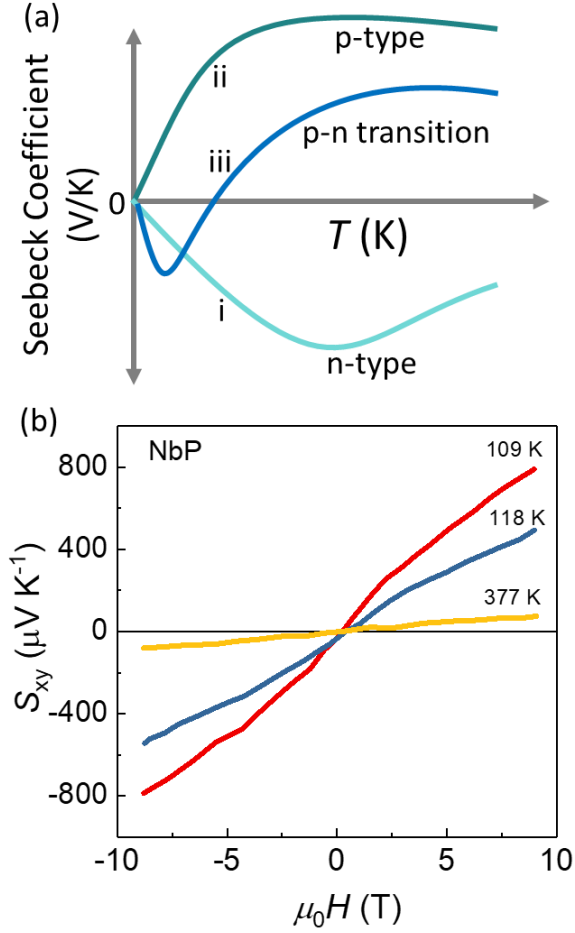 (a)
Seebeck Coefficient
(V/K)
0
p-type
ii
iii
p-n transition
T (K)
i
n-type
(b)
NbP
109 K
118 K
377 K
800
400
0
-400
-800
Sxy (μV K-1)
-10
-5
0
5
10
μ0H (T)